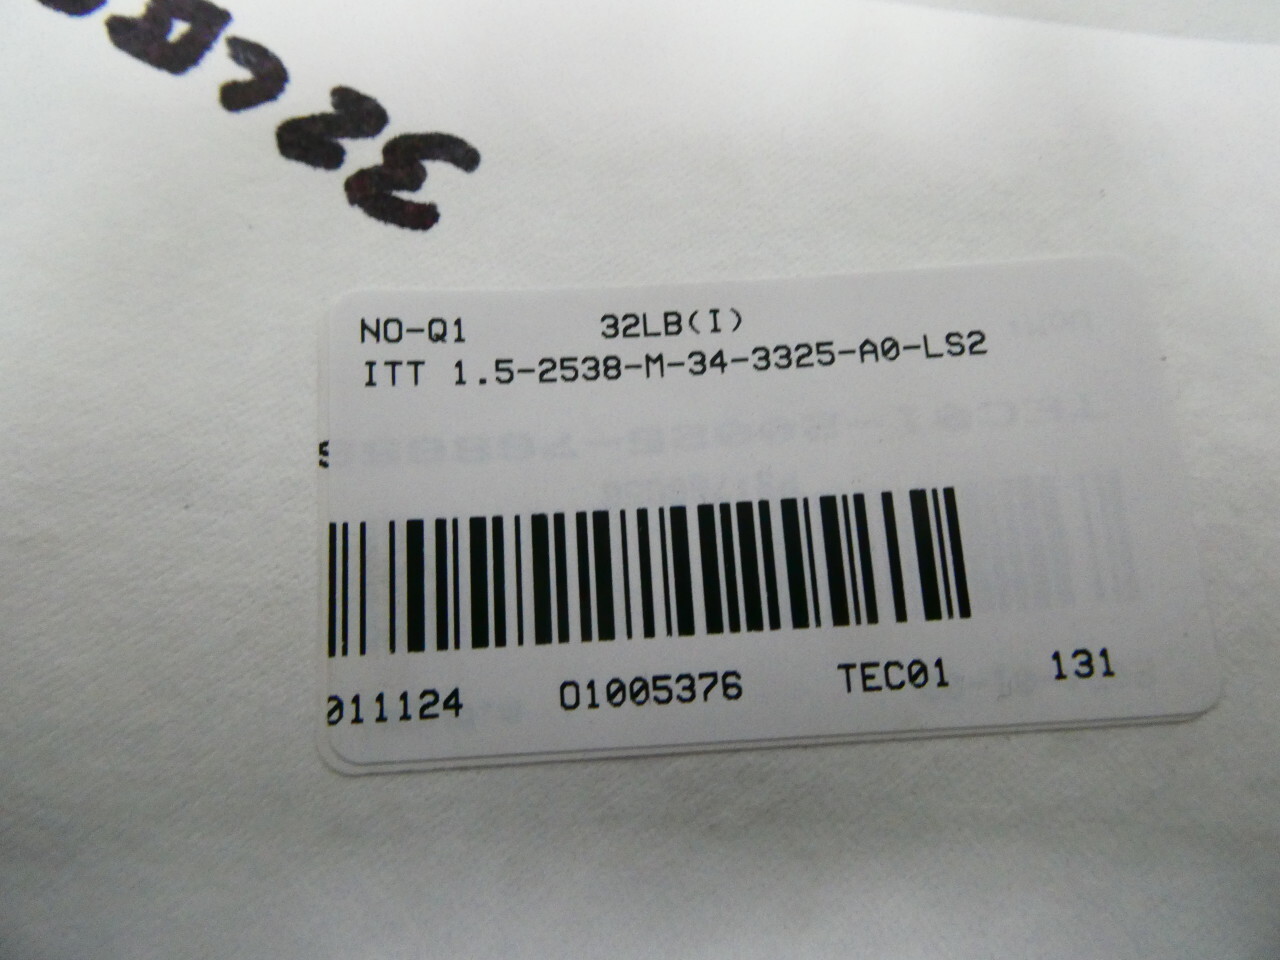 NO-Q1 32LB(I)
ITT 1.5-2538-M-34-3325-A0-LS2
011124 01005376 TEC01 131